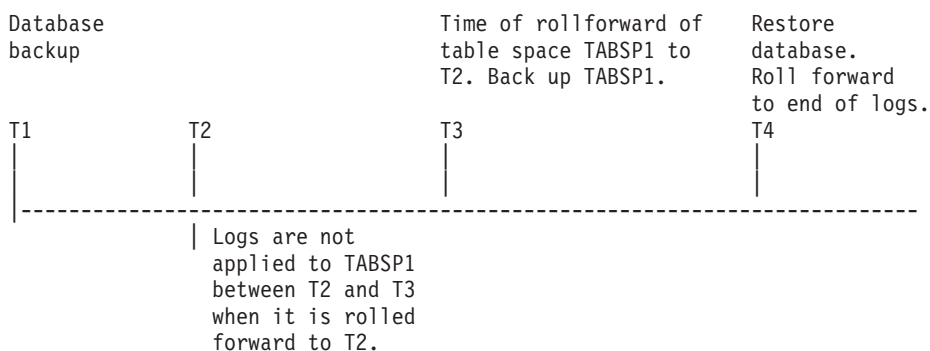 Database
backup
Time of rollforward of
table space TABSP1 to
T2. Back up TABSP1.
Restore
database.
Roll forward
to end of logs.
T1
T2
T3
T4
Logs are not
applied to TABSP1
between T2 and T3
when it is rolled
forward to T2.